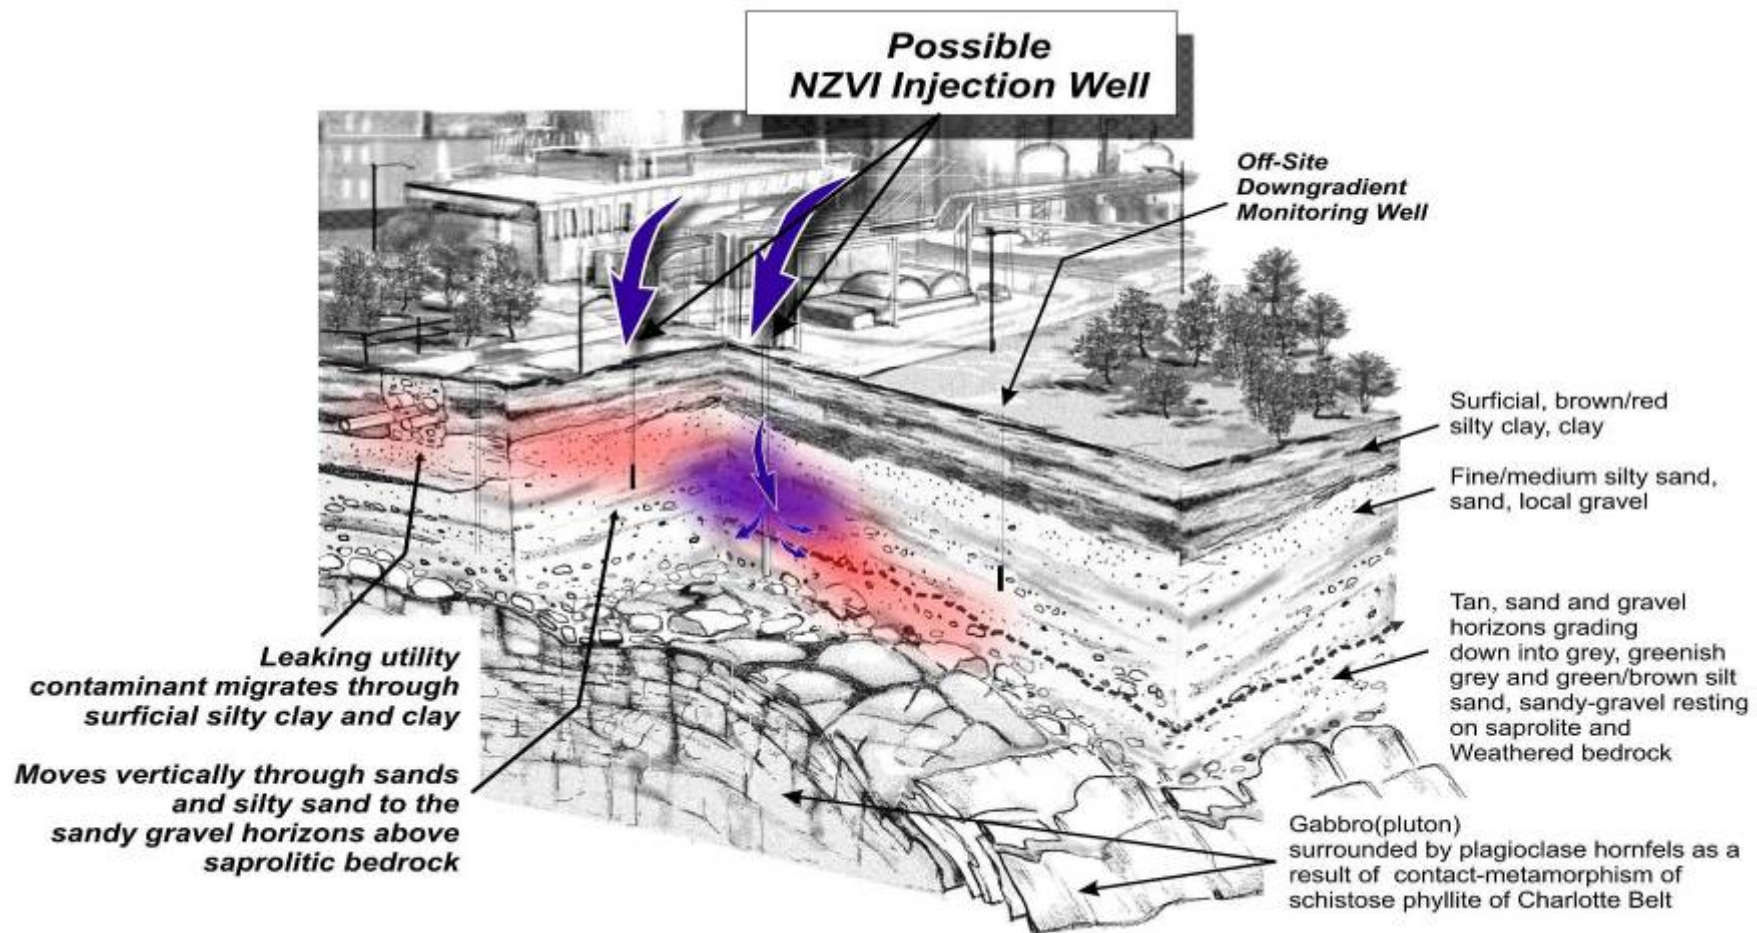 Possible
NZVI Injection Well
Off-Site
Downgradient
Monitoring Well
Surficial, brown/red
silty clay, clay
Fine/medium silty sand,
sand, local gravel
Tan, sand and gravel
horizons grading
down into grey, greenish
grey and green/brown silt
sand, sandy-gravel resting
on saprolite and
Weathered bedrock
Leaking utility
contaminant migrates through
surficial silty clay and clay
Moves vertically through sands
and silty sand to the
sandy gravel horizons above
saprolitic bedrock
Gabbro(pluton)
surrounded by plagioclase hornfels as a
result of contact-metamorphism of
schistose phyllite of Charlotte Belt